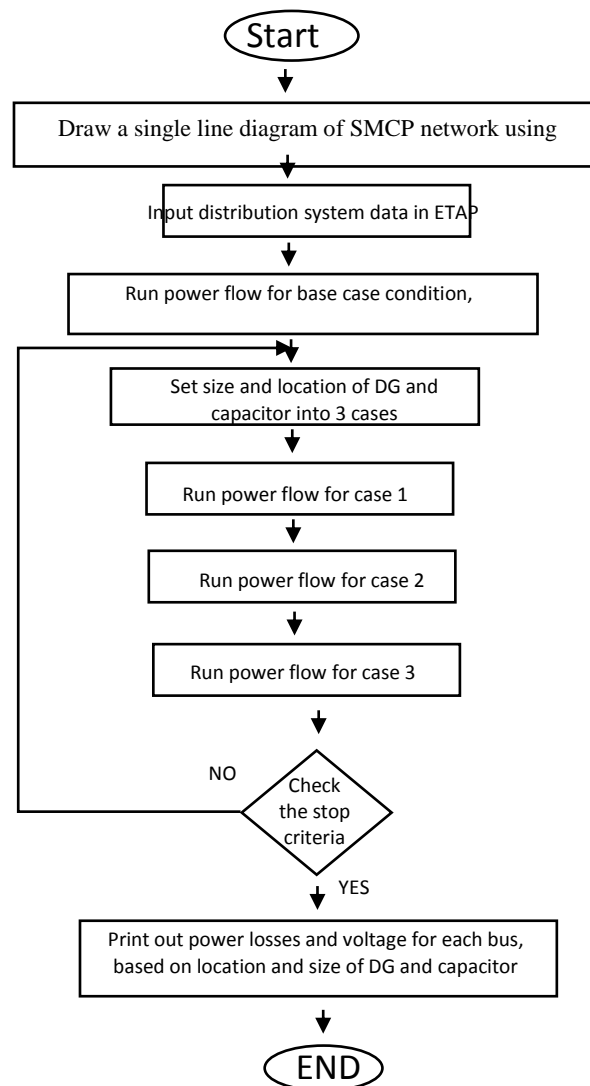 Start
Draw a single line diagram of SMCP network using
Input distribution system data in ETAP
Run power flow for base case condition,
Set size and location of DG and
capacitor into 3 cases
Run power flow for case 1
Run power flow for case 2
Run power flow for case 3
NO
Check
the stop
criteria
YES
Print out power losses and voltage for each bus,
based on location and size of DG and capacitor
END